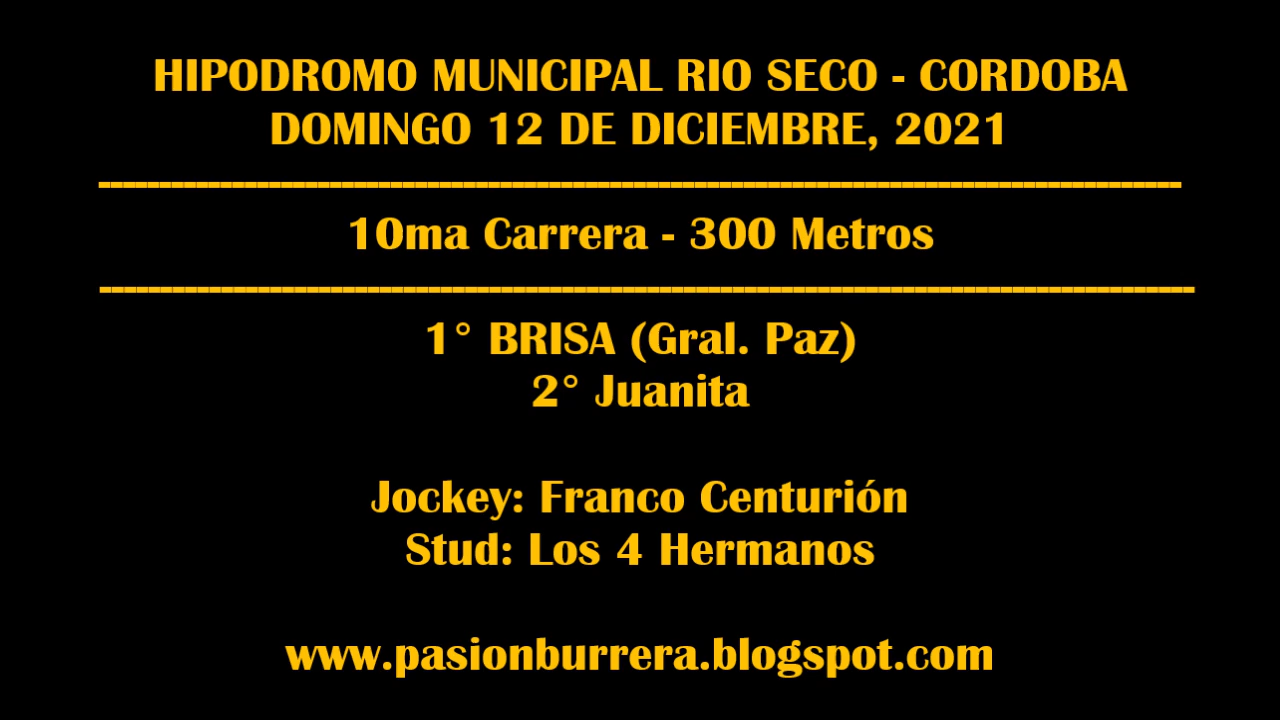 HIPODROMO MUNICIPAL RIO SECO - CORDOBA
DOMINGO 12 DE DICIEMBRE, 2021
10ma Carrera - 300 Metros
1° BRISA (Gral. Paz)
2° Juanita
Jockey: Franco Centurión
Stud: Los 4 Hermanos
www.pasionburrera.blogspot.com